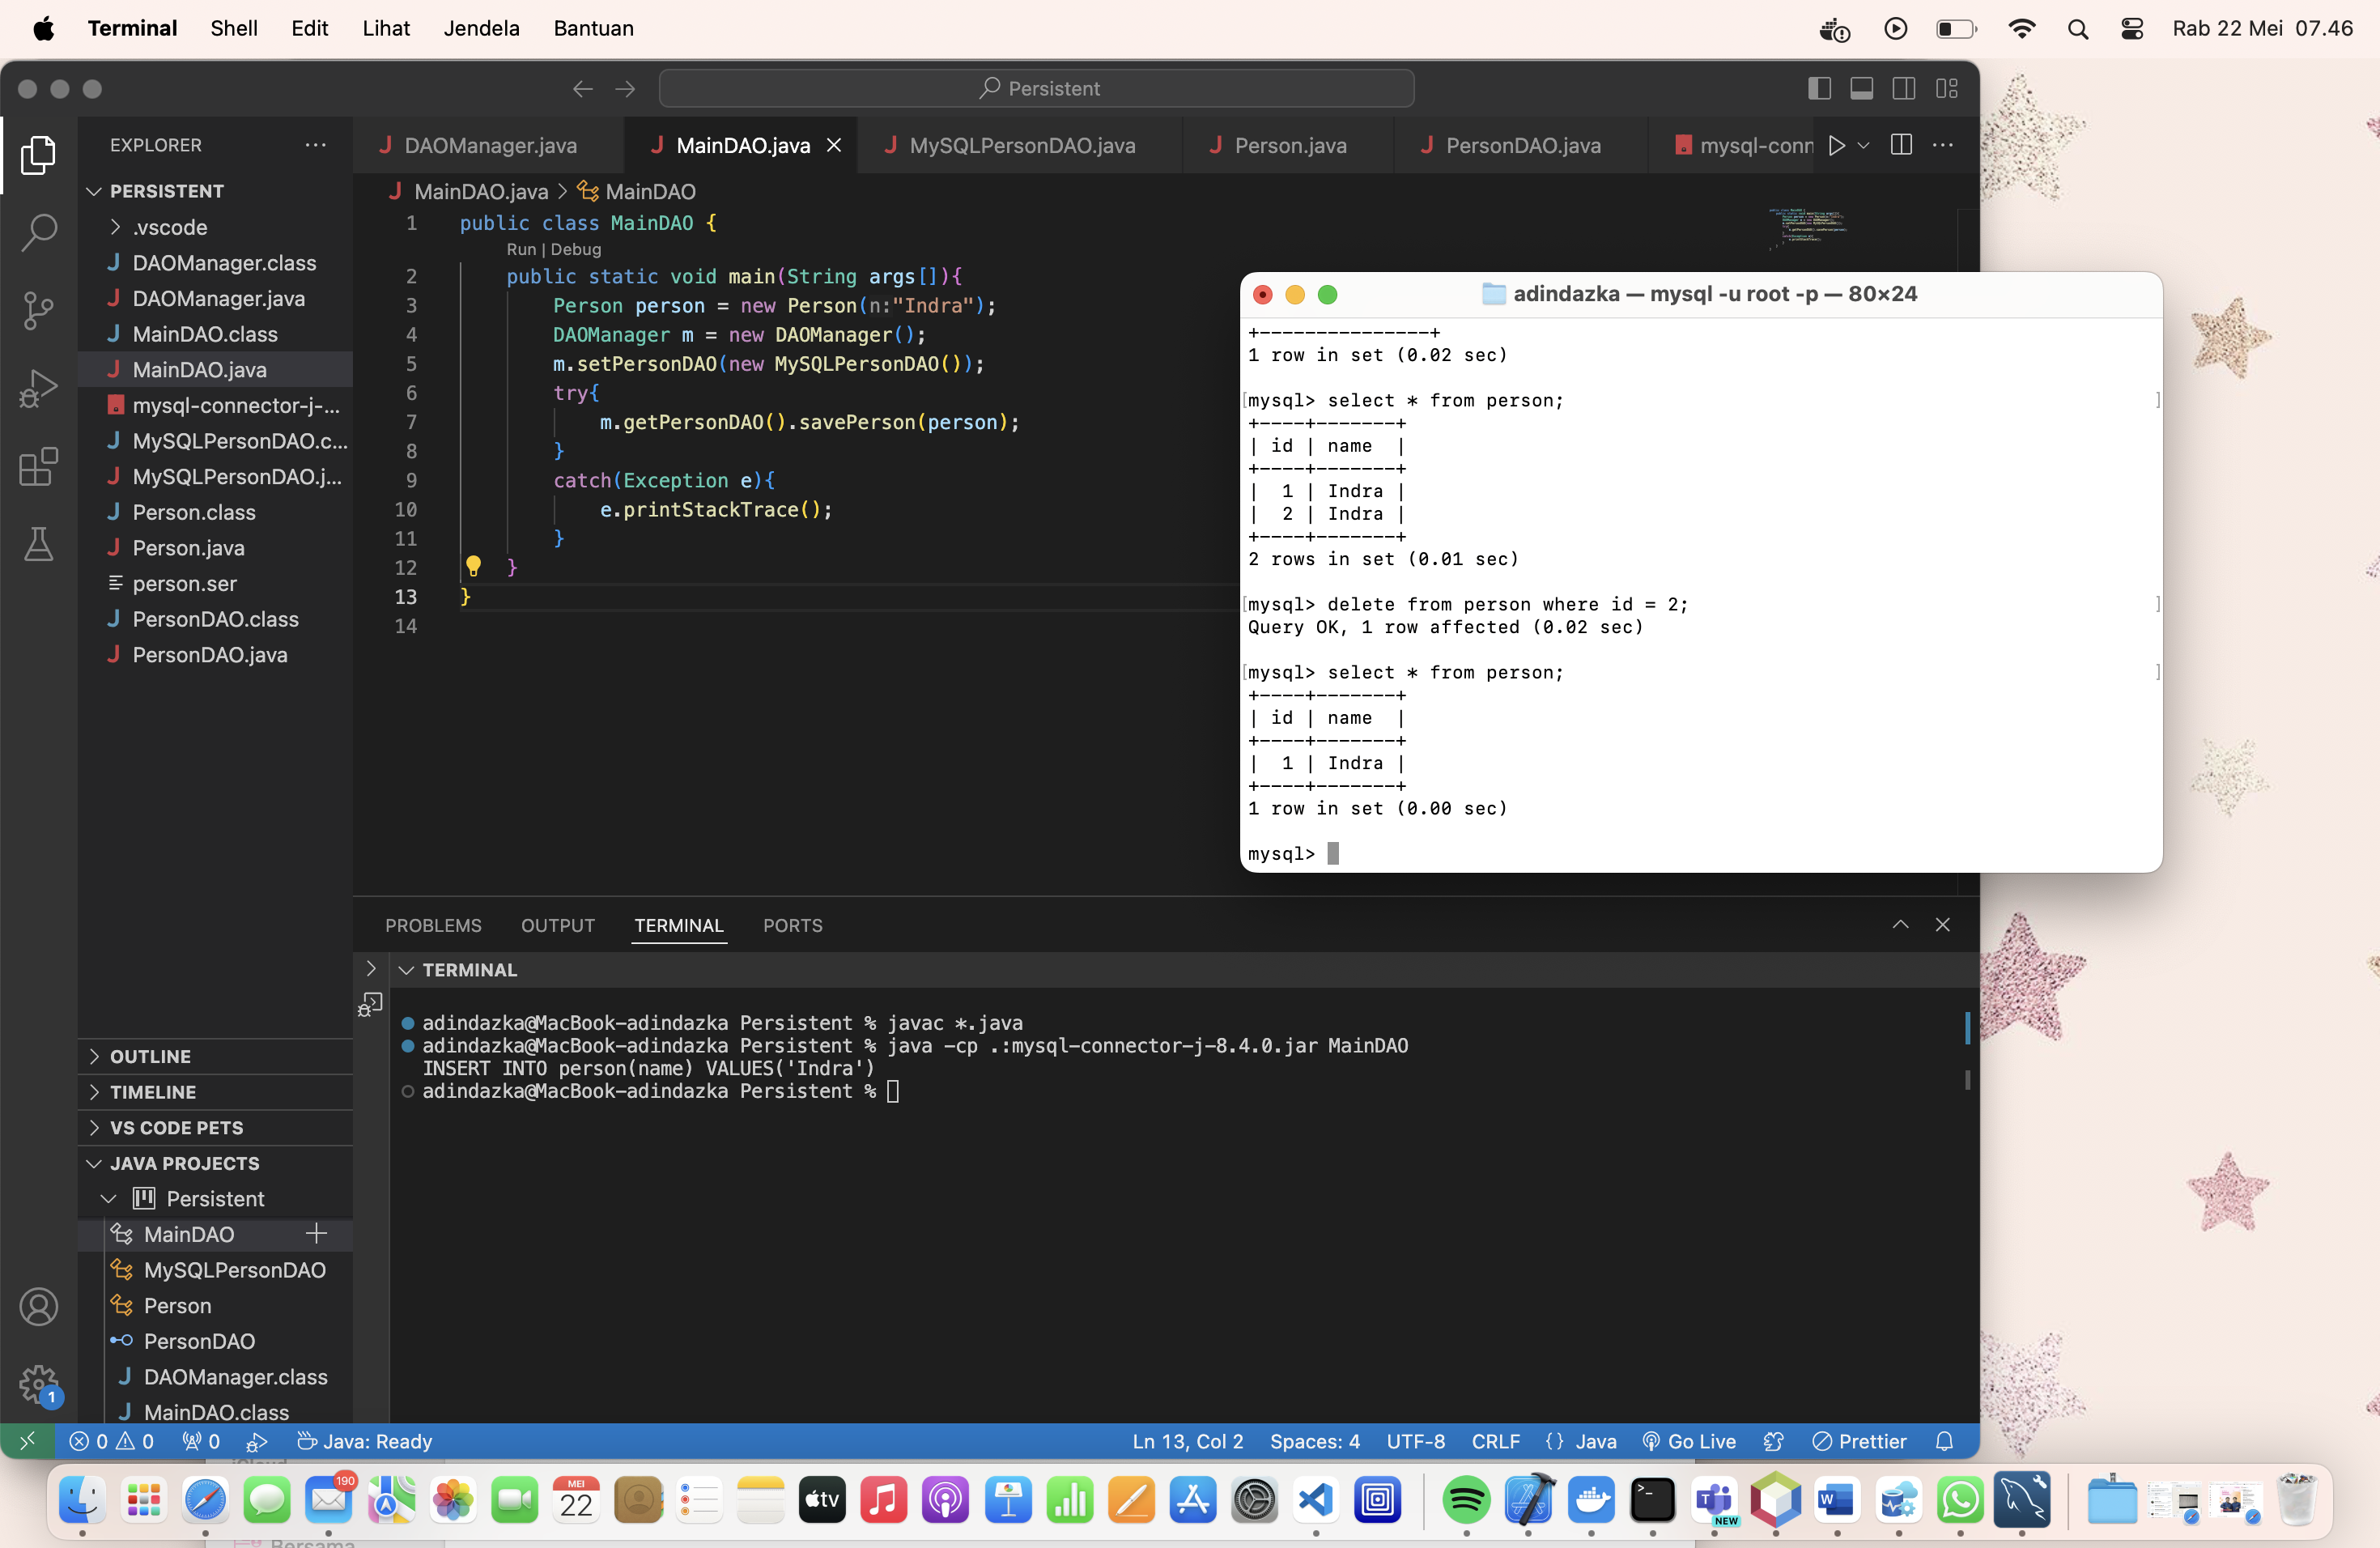 Terminal Shell Edit Lihat Jendela Bantuan Rab 22 Mei 07.46
Persistent
EXPLORER
PERSISTENT
.vscode
DAOManager.class
DAOManager.java
MainDAO.class
MainDAO.java
mysql-connector-j-...
MySQLPersonDAO.c...
MySQLPersonDAO.j...
Person.class
Person.java
person.ser
PersonDAO.class
PersonDAO.java
OUTLINE
TIMELINE
VS CODE PETS
JAVA PROJECTS
Persistent
MainDAO
MySQLPersonDAO
Person
PersonDAO
DAOManager.class
MainDAO.class
DAOManager.java MainDAO.java MySQLPersonDAO.java Person.java PersonDAO.java mysql-conn
MainDAO.java > MainDAO
1 public class MainDAO {
Run | Debug
2 public static void main(String args[]){
3 Person person = new Person(n:"Indra");
4 DAOManager m = new DAOManager();
5 m.setPersonDAO(new MySQLPersonDAO());
6 try{
7 m.getPersonDAO().savePerson(person);
8 }
9 catch(Exception e){
10 e.printStackTrace();
11 }
12 }
13 }
14
adindazka — mysql -u root -p — 80×24
+---------------+
1 row in set (0.02 sec)
[mysql> select * from person; ]
+----+-------+
| id | name |
+----+-------+
| 1 | Indra |
| 2 | Indra |
+----+-------+
2 rows in set (0.01 sec)
[mysql> delete from person where id = 2; ]
Query OK, 1 row affected (0.02 sec)
[mysql> select * from person; ]
+----+-------+
| id | name |
+----+-------+
| 1 | Indra |
+----+-------+
1 row in set (0.00 sec)
mysql>
PROBLEMS OUTPUT TERMINAL PORTS
TERMINAL
adindazka@MacBook-adindazka Persistent % javac *.java
adindazka@MacBook-adindazka Persistent % java -cp .:mysql-connector-j-8.4.0.jar MainDAO
INSERT INTO person(name) VALUES('Indra')
adindazka@MacBook-adindazka Persistent %
1
0 0 0 Java: Ready Ln 13, Col 2 Spaces: 4 UTF-8 CRLF {} Java Go Live Prettier
190
MEI
22
tv
NEW
W
Bersama